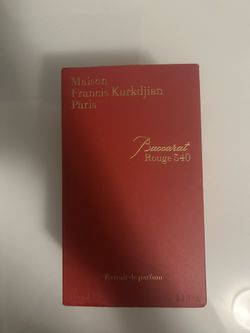 Maison
Francis Kurkdjian
Paris
Baccarat
Rouge 540
Extrait de parfum